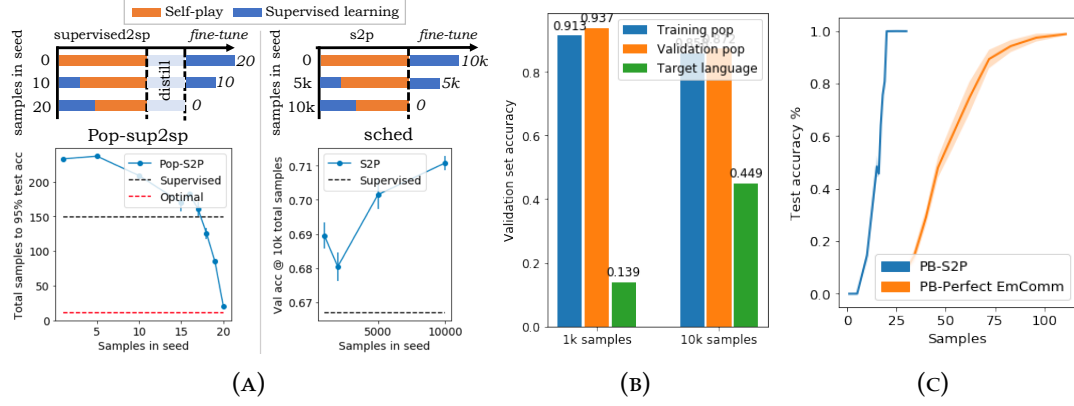 Self-play Supervised learning
supervised2sp fine-tune
samples in seed
0 20
10 10
20 0
distill
s2p fine-tune
samples in seed
0 10k
5k 5k
10k 0
Pop-sup2sp
Total samples to 95% test acc
200
150
100
50
0
Pop-S2P
Supervised
Optimal
5 10 15 20
Samples in seed
sched
Val acc @ 10k total samples
0.71
0.70
0.69
0.68
0.67
S2P
Supervised
5000 10000
Samples in seed
(A)
Validation set accuracy
0.8
0.6
0.4
0.2
0.0
0.913 0.937
0.139
0.872
0.449
Training pop
Validation pop
Target language
1k samples 10k samples
(B)
Test accuracy %
1.0
0.8
0.6
0.4
0.2
0.0
PB-S2P
PB-Perfect EmComm
0 25 50 75 100
Samples
(C)